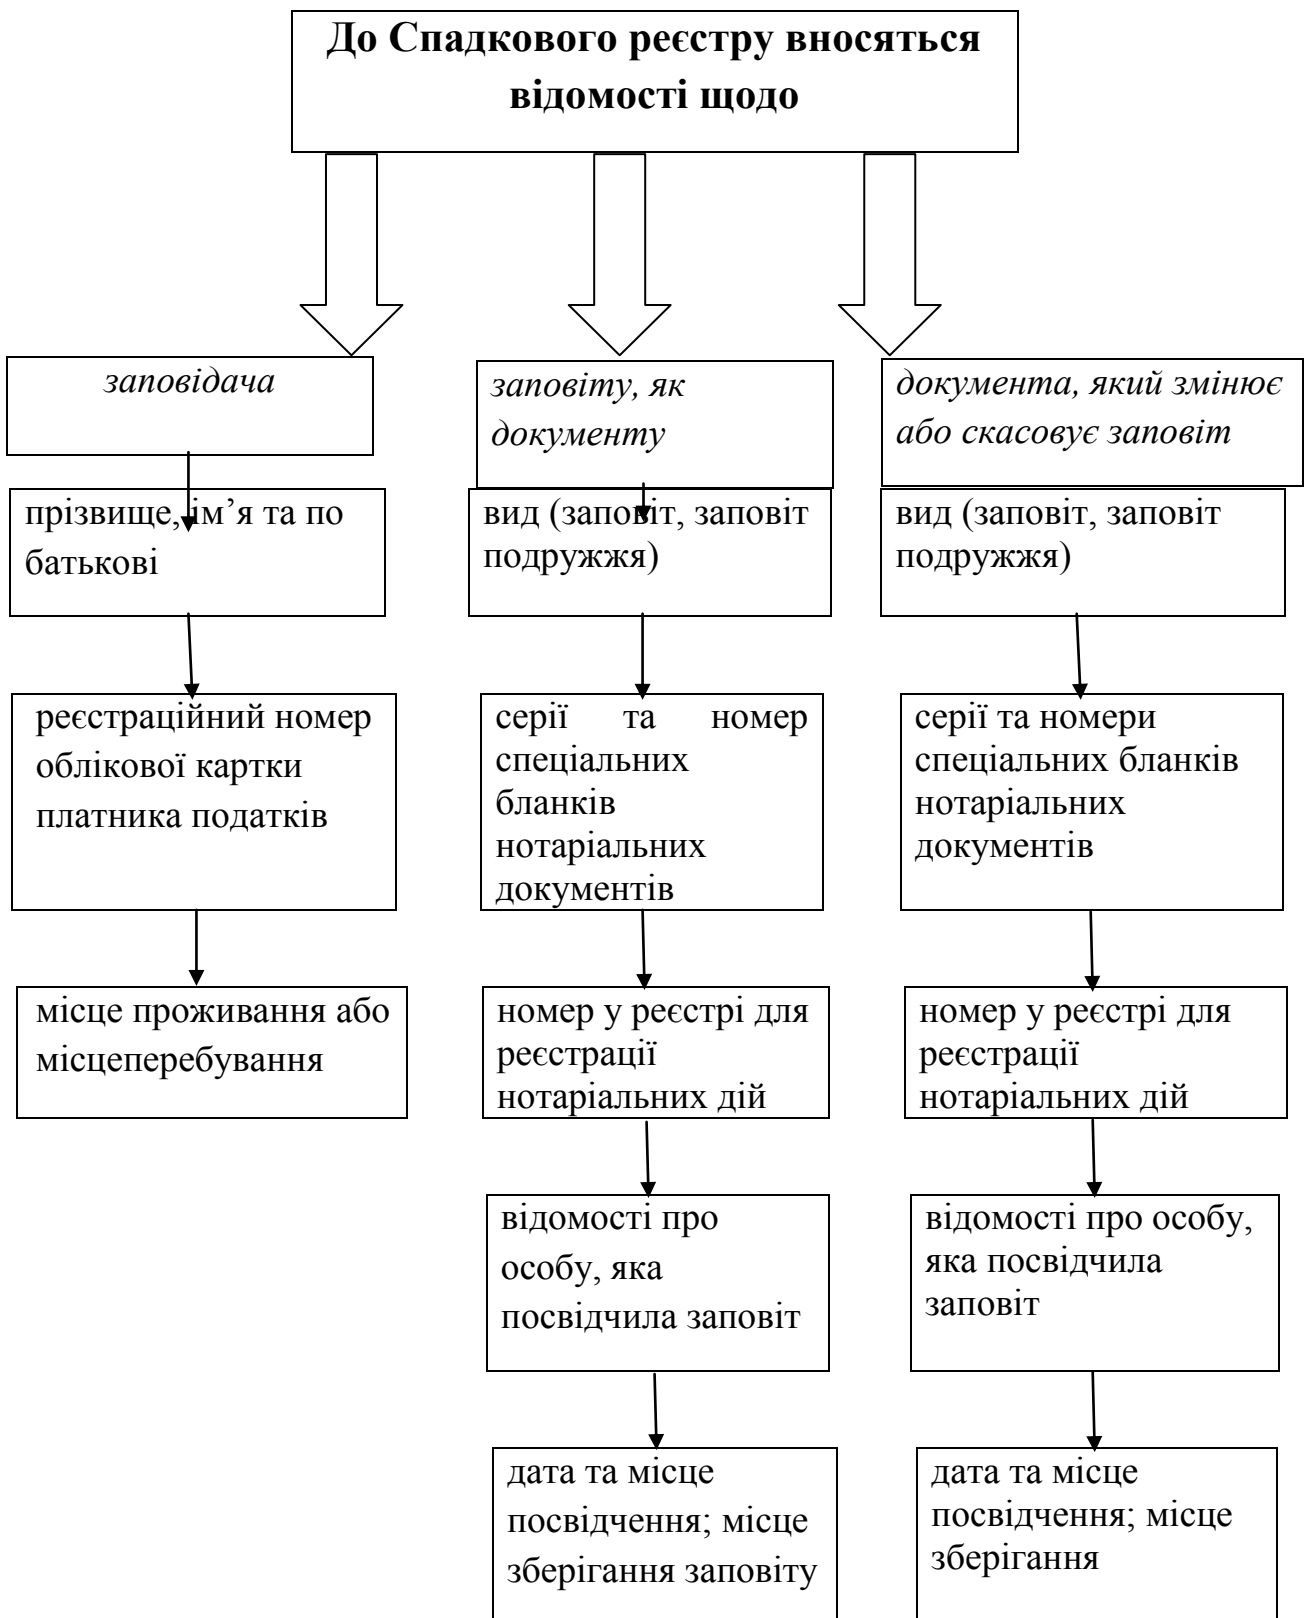 До Спадкового реєстру вносяться
відомості щодо
заповідача
прізвище, ім’я та по
батькові
реєстраційний номер
облікової картки
платника податків
місце проживання або
місцеперебування
заповіту, як
документу
вид (заповіт, заповіт
подружжя)
серії та номер
спеціальних
бланків
нотаріальних
документів
номер у реєстрі для
реєстрації
нотаріальних дій
відомості про
особу, яка
посвідчила заповіт
дата та місце
посвідчення; місце
зберігання заповіту
документа, який змінює
або скасовує заповіт
вид (заповіт, заповіт
подружжя)
серії та номери
спеціальних бланків
нотаріальних
документів
номер у реєстрі для
реєстрації
нотаріальних дій
відомості про особу,
яка посвідчила
заповіт
дата та місце
посвідчення; місце
зберігання